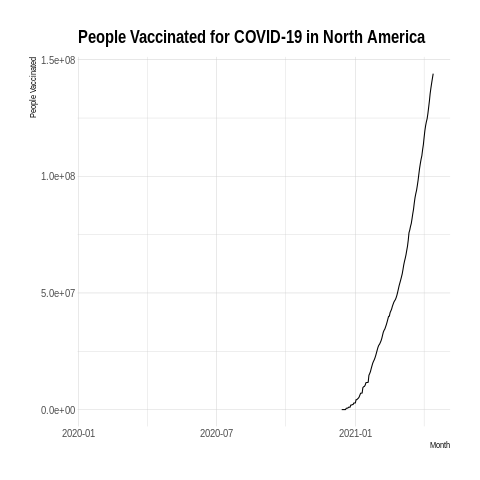 People Vaccinated for COVID-19 in North America
People Vaccinated
1.5e+08
1.0e+08
5.0e+07
0.0e+00
2020-01
2020-07
2021-01
Month